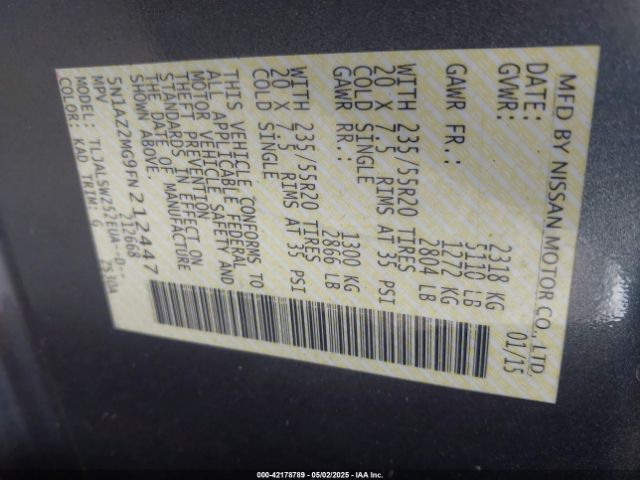 MFD BY NISSAN MOTOR CO., LTD.
DATE: 01/15
GVWR: 2318 KG
5110 LB
GAWR FR: 1272 KG
2804 LB
WITH 235/55R20 TIRES
20 X 7.5 RIMS AT 35 PSI
COLD SINGLE
GAWR RR.: 1300 KG
2866 LB
WITH 235/55R20 TIRES
20 X 7.5 RIMS AT 35 PSI
COLD SINGLE
THIS VEHICLE CONFORMS TO
ALL APPLICABLE FEDERAL
MOTOR VEHICLE SAFETY AND
THEFT PREVENTION
STANDARDS IN EFFECT ON
THE DATE OF MANUFACTURE
SHOWN ABOVE.
5N1AZ2MG9FN212447
MPV 12668
MODEL: TLJALSWZ52EUA--D--
COLOR: KAD TRIM: G
000-42178789 - 05/02/2025 - IAA Inc.